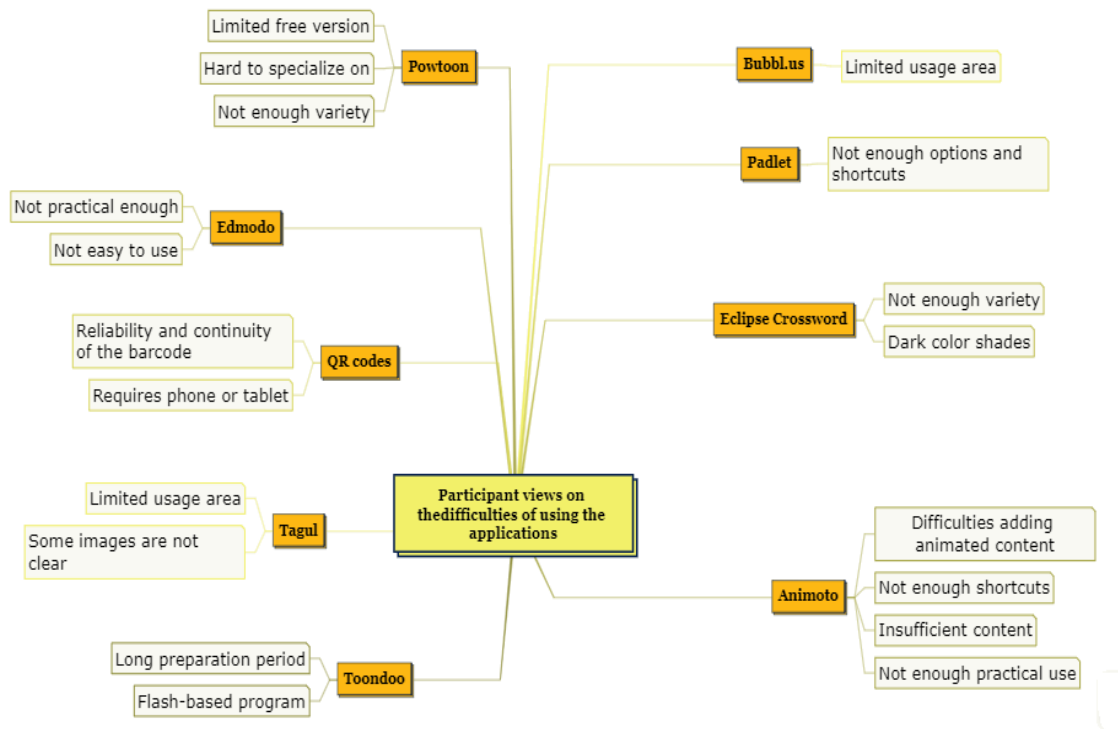 Limited free version
Hard to specialize on
Not enough variety
Powtoon
Bubbl.us
Limited usage area
Padlet
Not enough options and
shortcuts
Not practical enough
Not easy to use
Edmodo
Eclipse Crossword
Not enough variety
Dark color shades
Reliability and continuity
of the barcode
Requires phone or tablet
QR codes
Participant views on
thedifficulties of using the
applications
Limited usage area
Some images are not
clear
Tagul
Animoto
Difficulties adding
animated content
Not enough shortcuts
Insufficient content
Not enough practical use
Long preparation period
Flash-based program
Toondoo